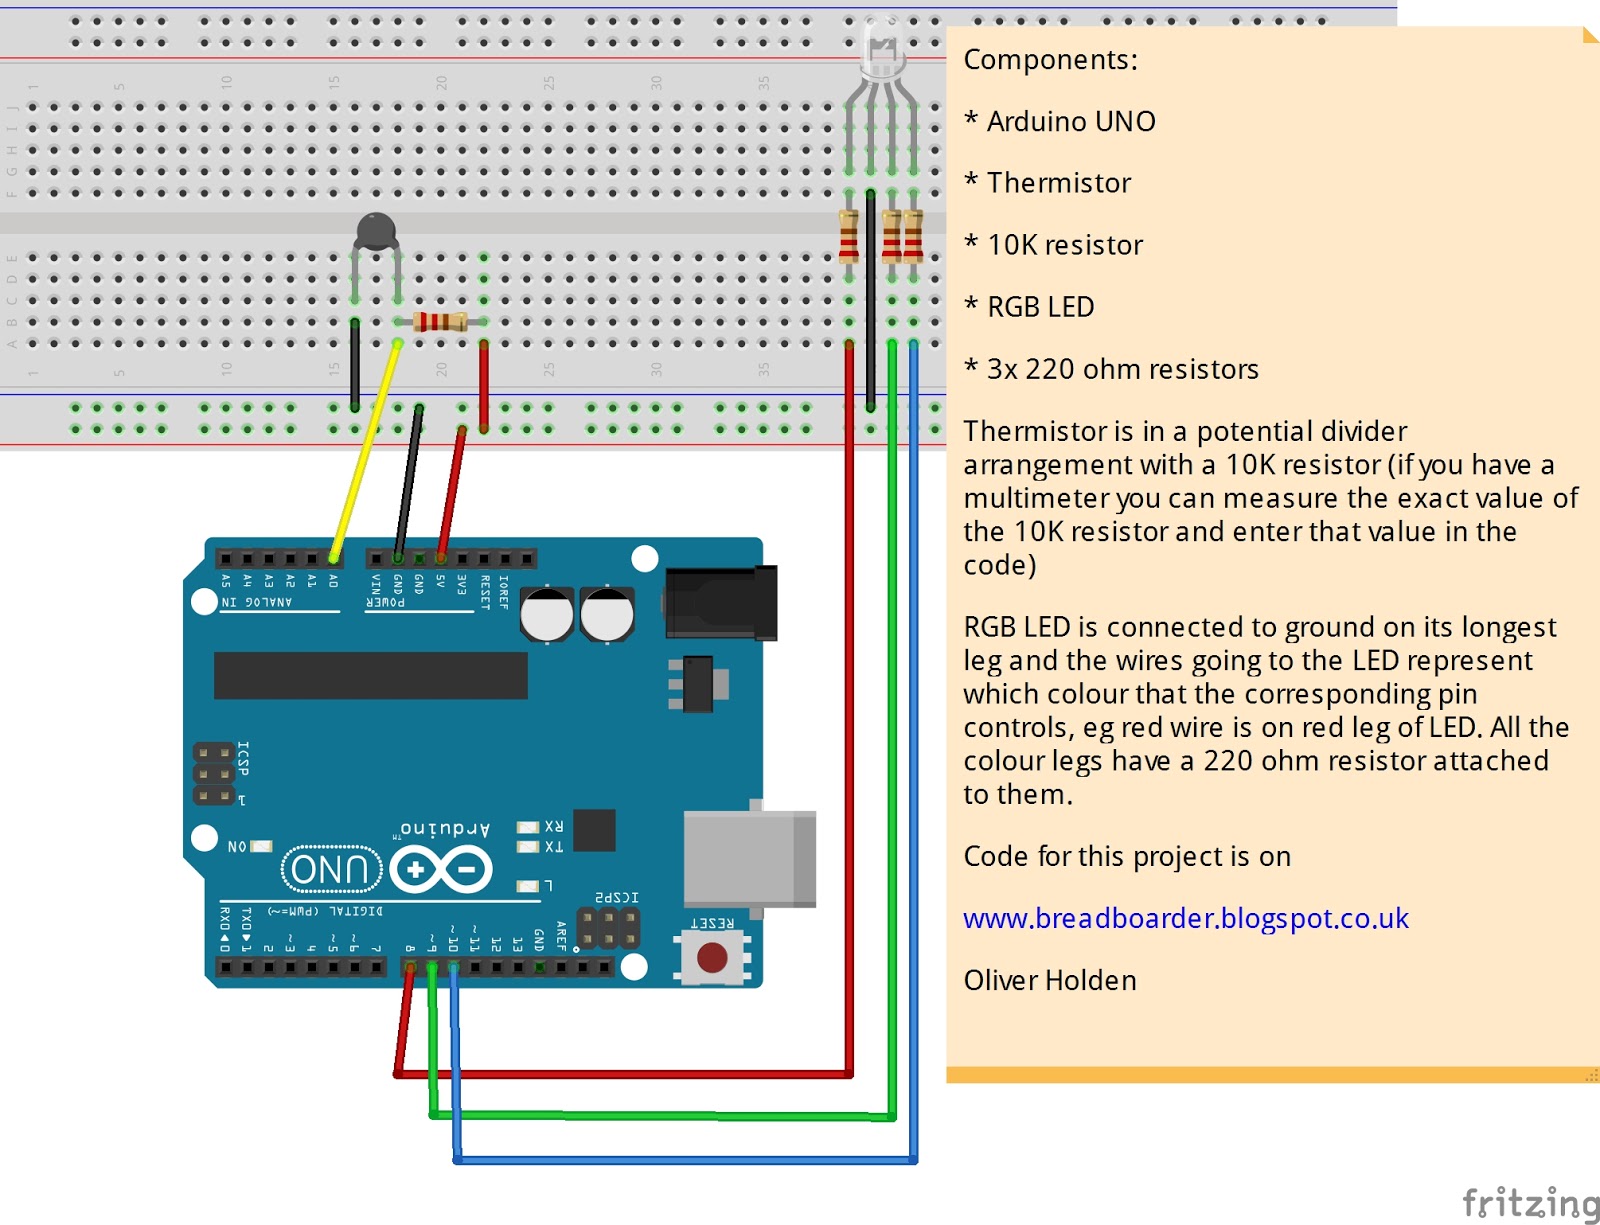 1 5 10 15 20 25 30 35
J
I
H
G
F
Components:
* Arduino UNO
* Thermistor
* 10K resistor
* RGB LED
* 3x 220 ohm resistors
E
D
C
B
A
1 5 10 15 20 25 30 35
Thermistor is in a potential divider
arrangement with a 10K resistor (if you have a
multimeter you can measure the exact value of
the 10K resistor and enter that value in the
code)
RGB LED is connected to ground on its longest
leg and the wires going to the LED represent
which colour that the corresponding pin
controls, eg red wire is on red leg of LED. All the
colour legs have a 220 ohm resistor attached
to them.
Code for this project is on
www.breadboarder.blogspot.co.uk
Oliver Holden
A5 A4 A3 A2 A1 A0 VIN GND GND 5V 3V3 RESET IOREF
ANALOG IN POWER
ICSP
1
Arduino™
UNO
ON
RX
TX
L
ICSP2
RESET
DIGITAL (PWM=~)
RX0◄0 TX0►1 2 ~3 4 ~5 ~6 7 8 ~9 ~10 ~11 12 13 GND AREF
fritzing